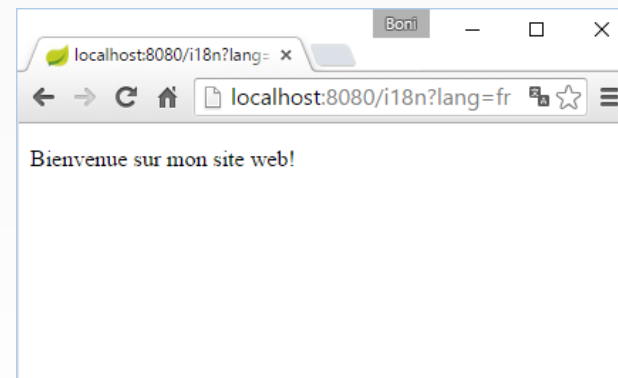 Boni
localhost:8080/i18n?lang=
localhost:8080/i18n?lang=fr
Bienvenue sur mon site web!